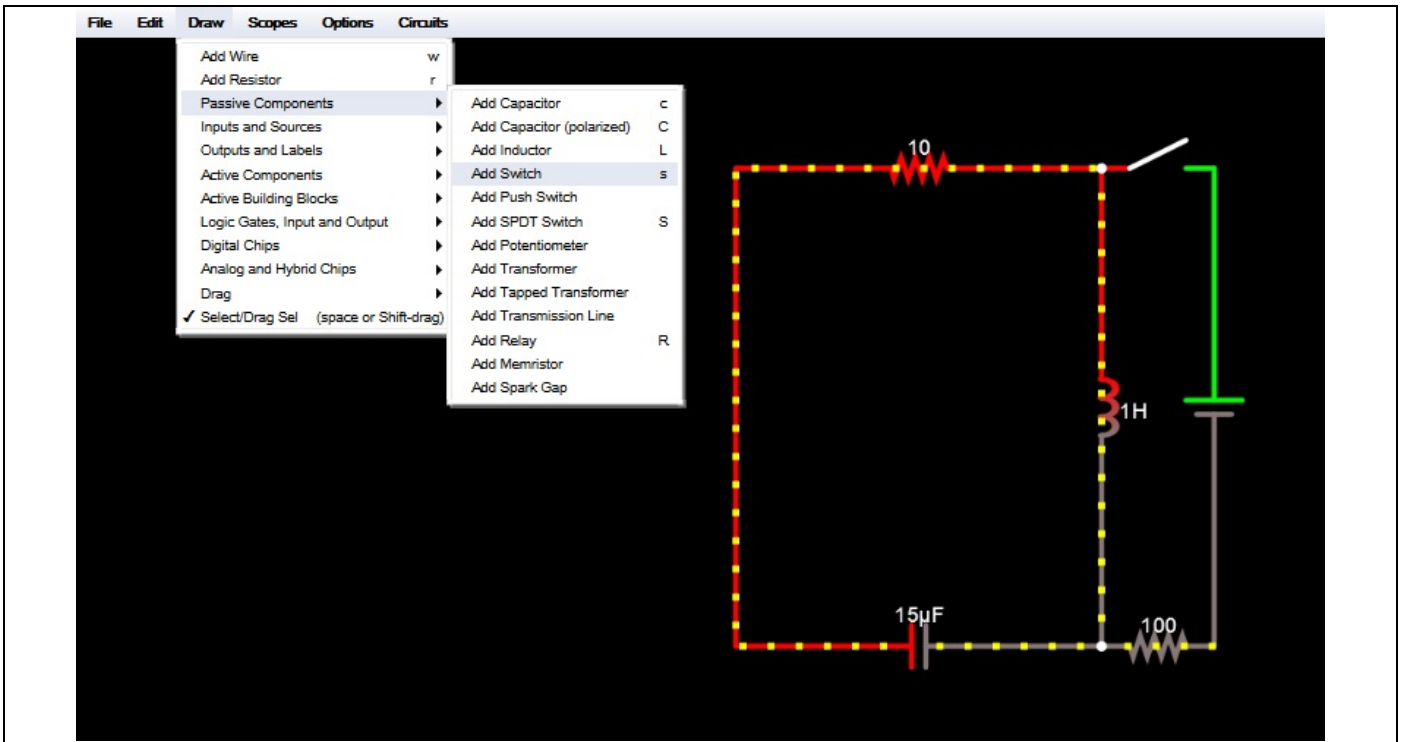 File Edit Draw Scopes Options Circuits
Add Wire w
Add Resistor r
Passive Components
Inputs and Sources
Outputs and Labels
Active Components
Active Building Blocks
Logic Gates, Input and Output
Digital Chips
Analog and Hybrid Chips
Drag
✓ Select/Drag Sel (space or Shift-drag)
Add Capacitor c
Add Capacitor (polarized) C
Add Inductor L
Add Switch s
Add Push Switch
Add SPDT Switch S
Add Potentiometer
Add Transformer
Add Tapped Transformer
Add Transmission Line
Add Relay R
Add Memristor
Add Spark Gap
10
1H
15μF
100